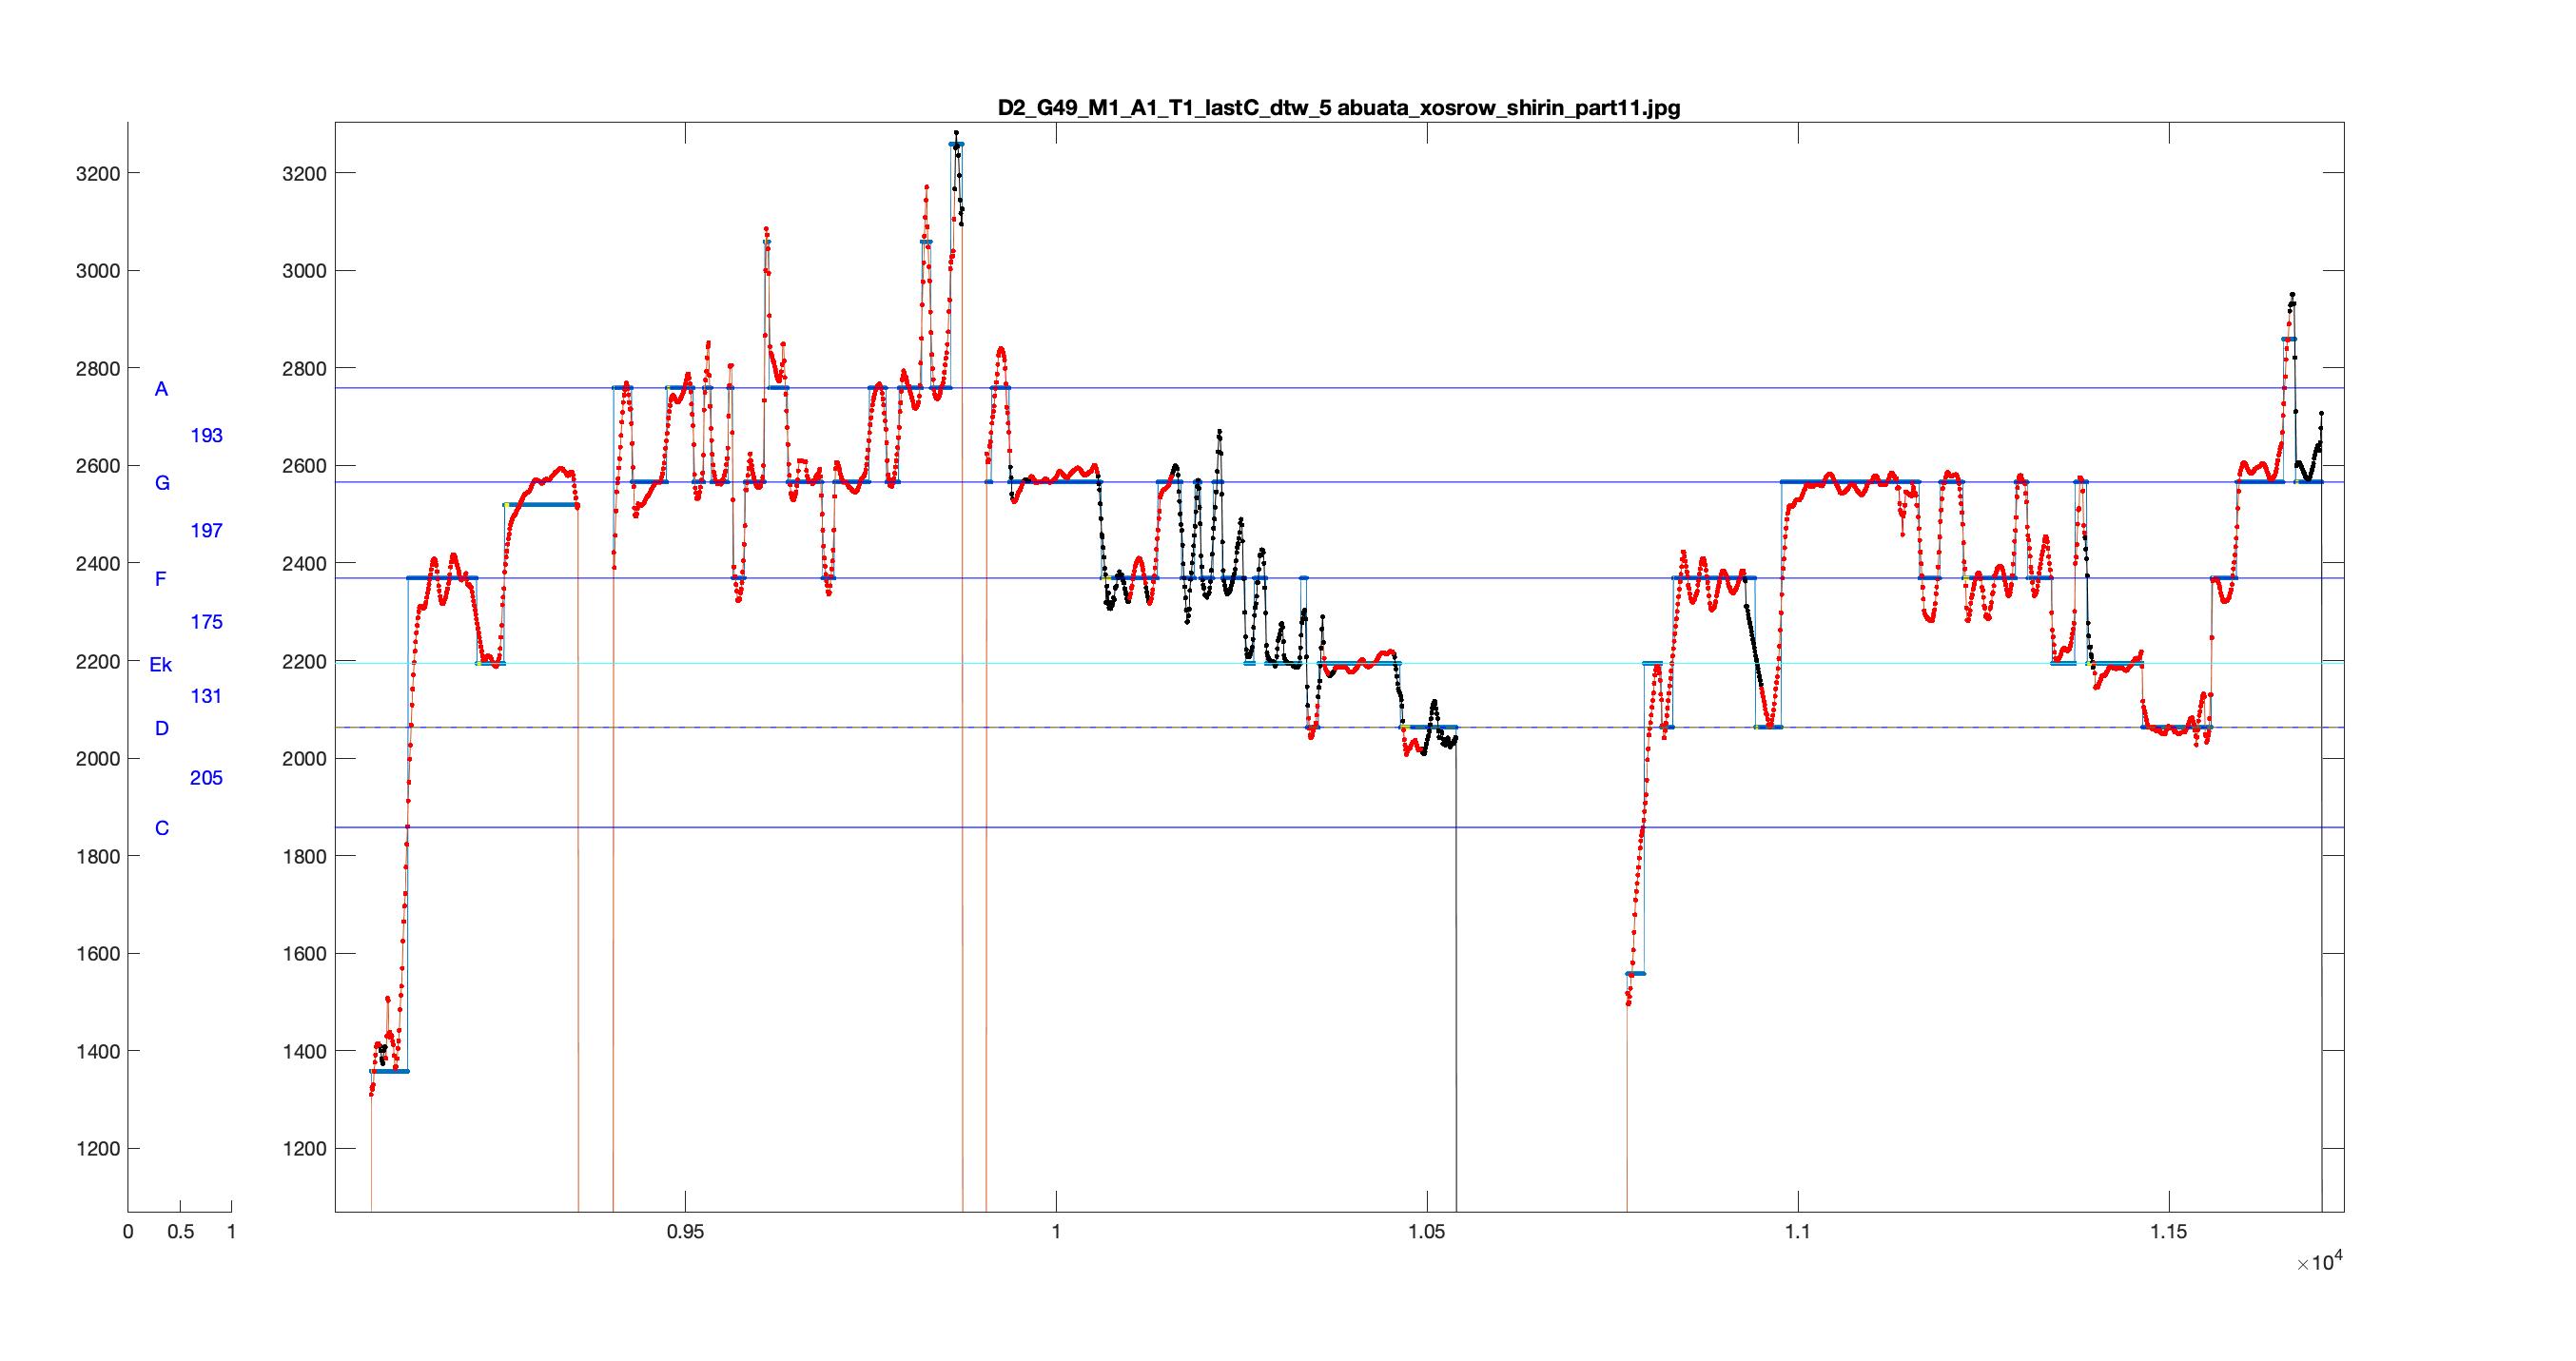 D2_G49_M1_A1_T1_lastC_dtw_5 abuata_xosrow_shirin_part11.jpg
3200 3200
3000 3000
2800 2800
A
193
2600 2600
G
197
2400 2400
F
175
2200 Ek 2200
131
D
2000 2000
205
C
1800 1800
1600 1600
1400 1400
1200 1200
0 0.5 1 0.95 1 1.05 1.1 1.15
×10⁴